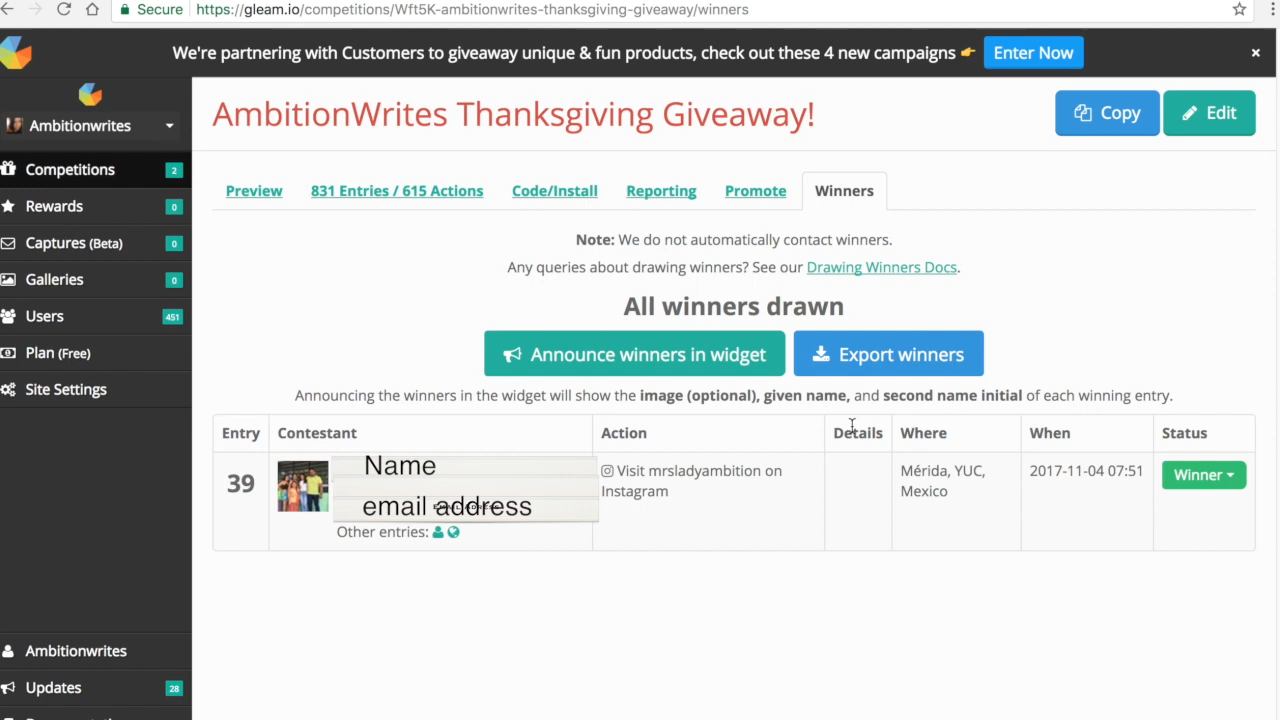 Secure https://gleam.io/competitions/Wft5K-ambitionwrites-thanksgiving-giveaway/winners
We're partnering with Customers to giveaway unique & fun products, check out these 4 new campaigns 👉 Enter Now ×
Ambitionwrites
Competitions 2
Rewards 0
Captures (Beta) 0
Galleries 0
Users 451
Plan (Free)
Site Settings
Ambitionwrites
Updates 28
AmbitionWrites Thanksgiving Giveaway!
Copy Edit
Preview 831 Entries / 615 Actions Code/Install Reporting Promote Winners
Note: We do not automatically contact winners.
Any queries about drawing winners? See our Drawing Winners Docs.
All winners drawn
Announce winners in widget Export winners
Announcing the winners in the widget will show the image (optional), given name, and second name initial of each winning entry.
Entry Contestant Action Details Where When Status
39
Name
email address
Other entries:
Visit mrsladyambition on
Instagram
Mérida, YUC,
Mexico
2017-11-04 07:51
Winner